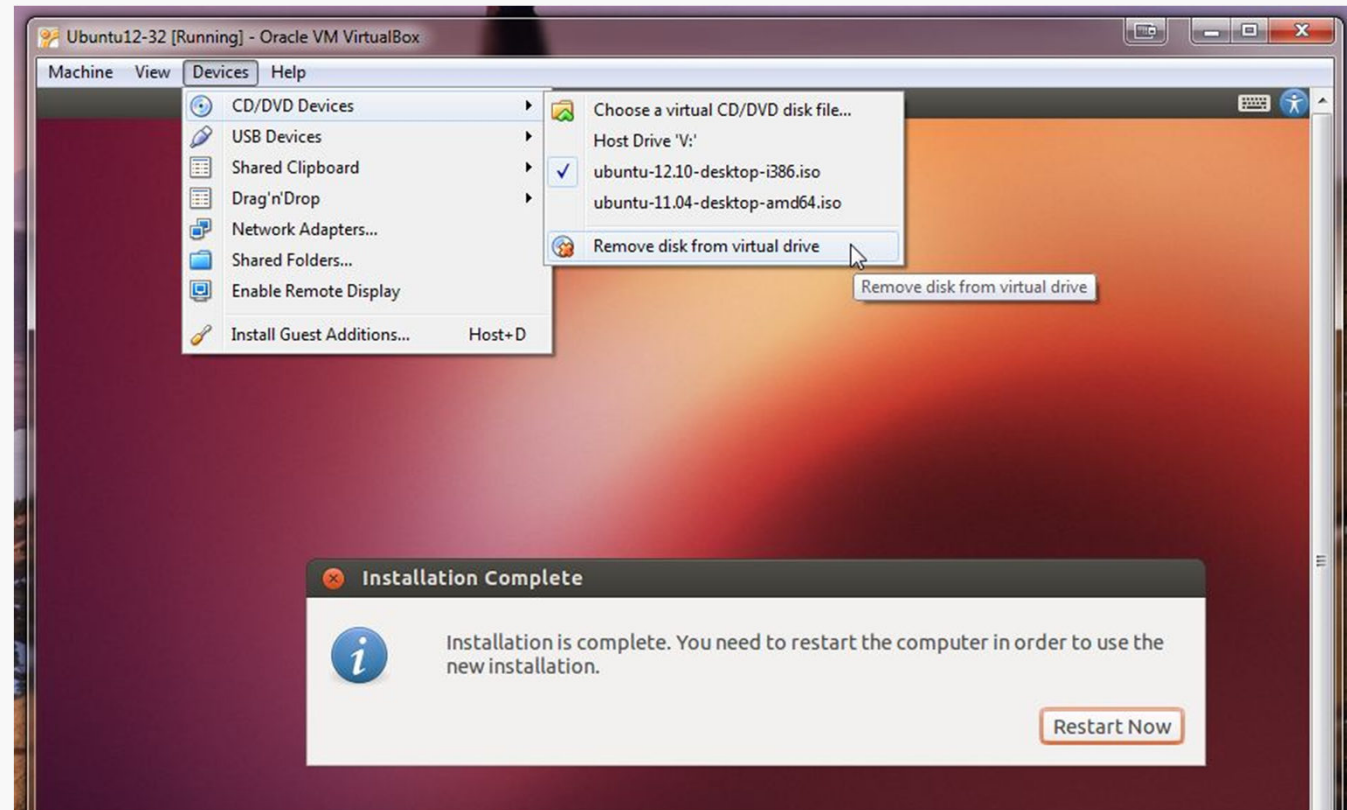 Ubuntu12-32 [Running] - Oracle VM VirtualBox
Machine View Devices Help
CD/DVD Devices
USB Devices
Shared Clipboard
Drag'n'Drop
Network Adapters...
Shared Folders...
Enable Remote Display
Install Guest Additions... Host+D
Choose a virtual CD/DVD disk file...
Host Drive 'V:'
ubuntu-12.10-desktop-i386.iso
ubuntu-11.04-desktop-amd64.iso
Remove disk from virtual drive
Remove disk from virtual drive
Installation Complete
Installation is complete. You need to restart the computer in order to use the
new installation.
Restart Now